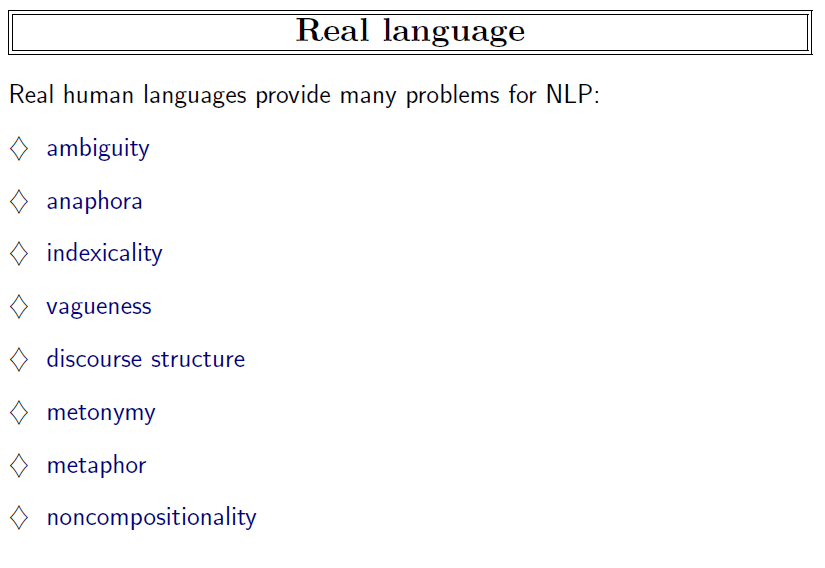 Real language
Real human languages provide many problems for NLP:
◇ ambiguity
◇ anaphora
◇ indexicality
◇ vagueness
◇ discourse structure
◇ metonymy
◇ metaphor
◇ noncompositionality